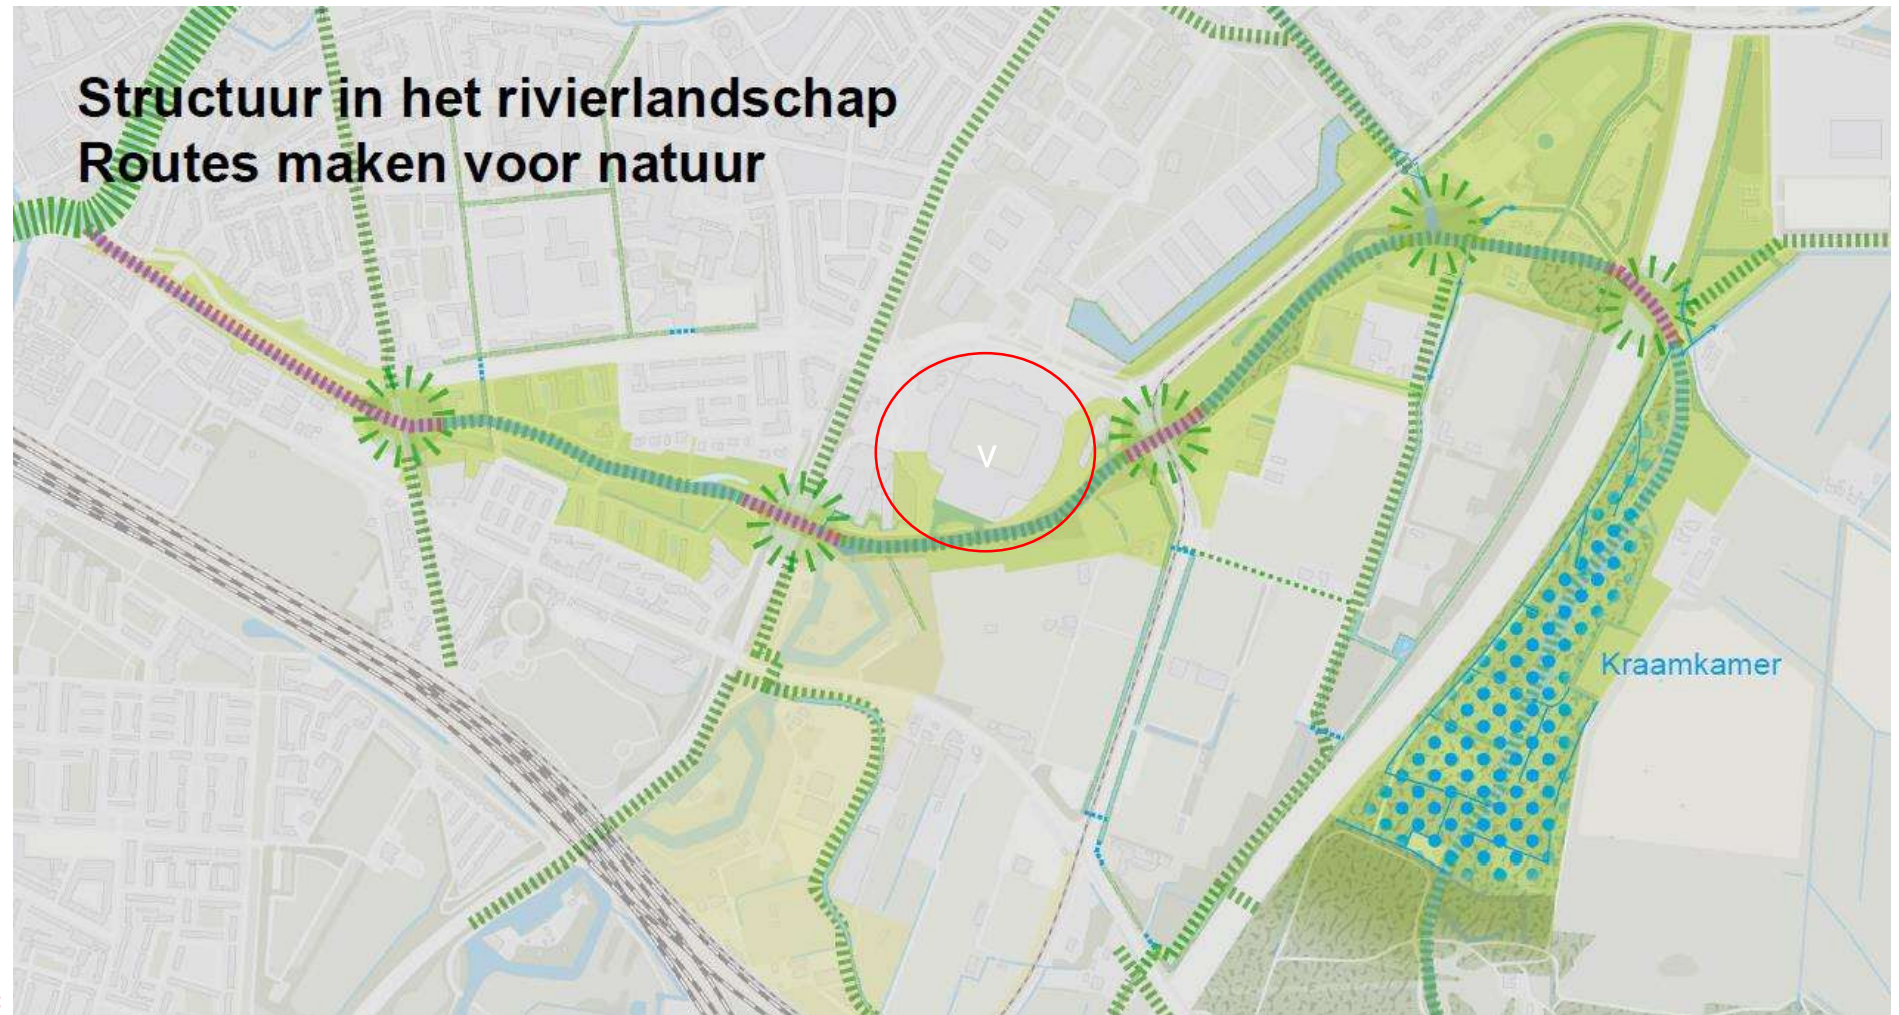 Structuur in het rivierlandschap
Routes maken voor natuur
v
Kraamkamer